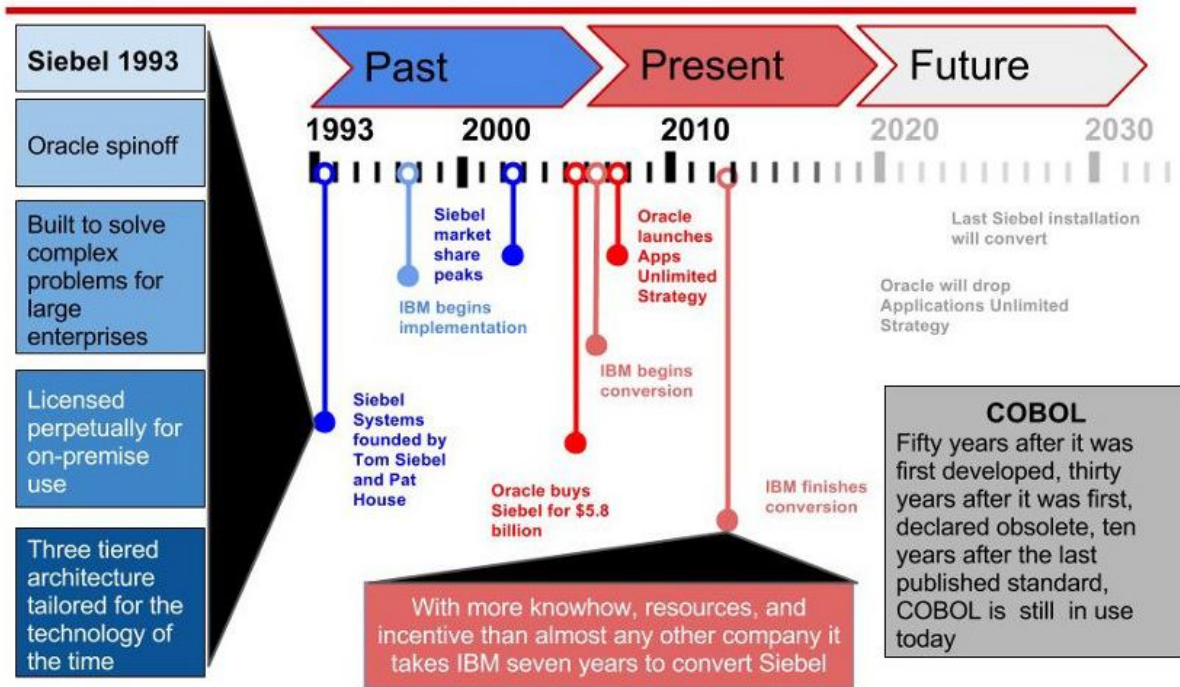 Siebel 1993
Oracle spinoff
Built to solve
complex
problems for
large
enterprises
Licensed
perpetually for
on-premise
use
Three tiered
architecture
tailored for the
technology of
the time
Past
Present
Future
1993
2000
2010
2020
2030
Siebel
market
share
peaks
IBM begins
implementation
Siebel
Systems
founded by
Tom Siebel
and Pat
House
Oracle
launches
Apps
Unlimited
Strategy
IBM begins
conversion
Oracle buys
Siebel for $5.8
billion
IBM finishes
conversion
Last Siebel installation
will convert
Oracle will drop
Applications Unlimited
Strategy
With more knowhow, resources, and
incentive than almost any other company it
takes IBM seven years to convert Siebel
COBOL
Fifty years after it was
first developed, thirty
years after it was first,
declared obsolete, ten
years after the last
published standard,
COBOL is still in use
today